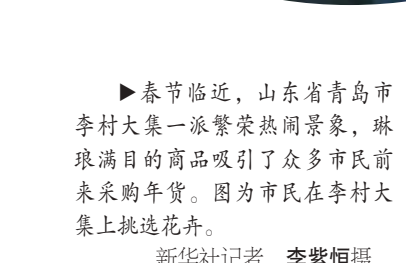 ▶春节临近，山东省青岛市
李村大集一派繁荣热闹景象，琳
琅满目的商品吸引了众多市民前
来采购年货。图为市民在李村大
集上挑选花卉。
新华社记者　李紫恒摄